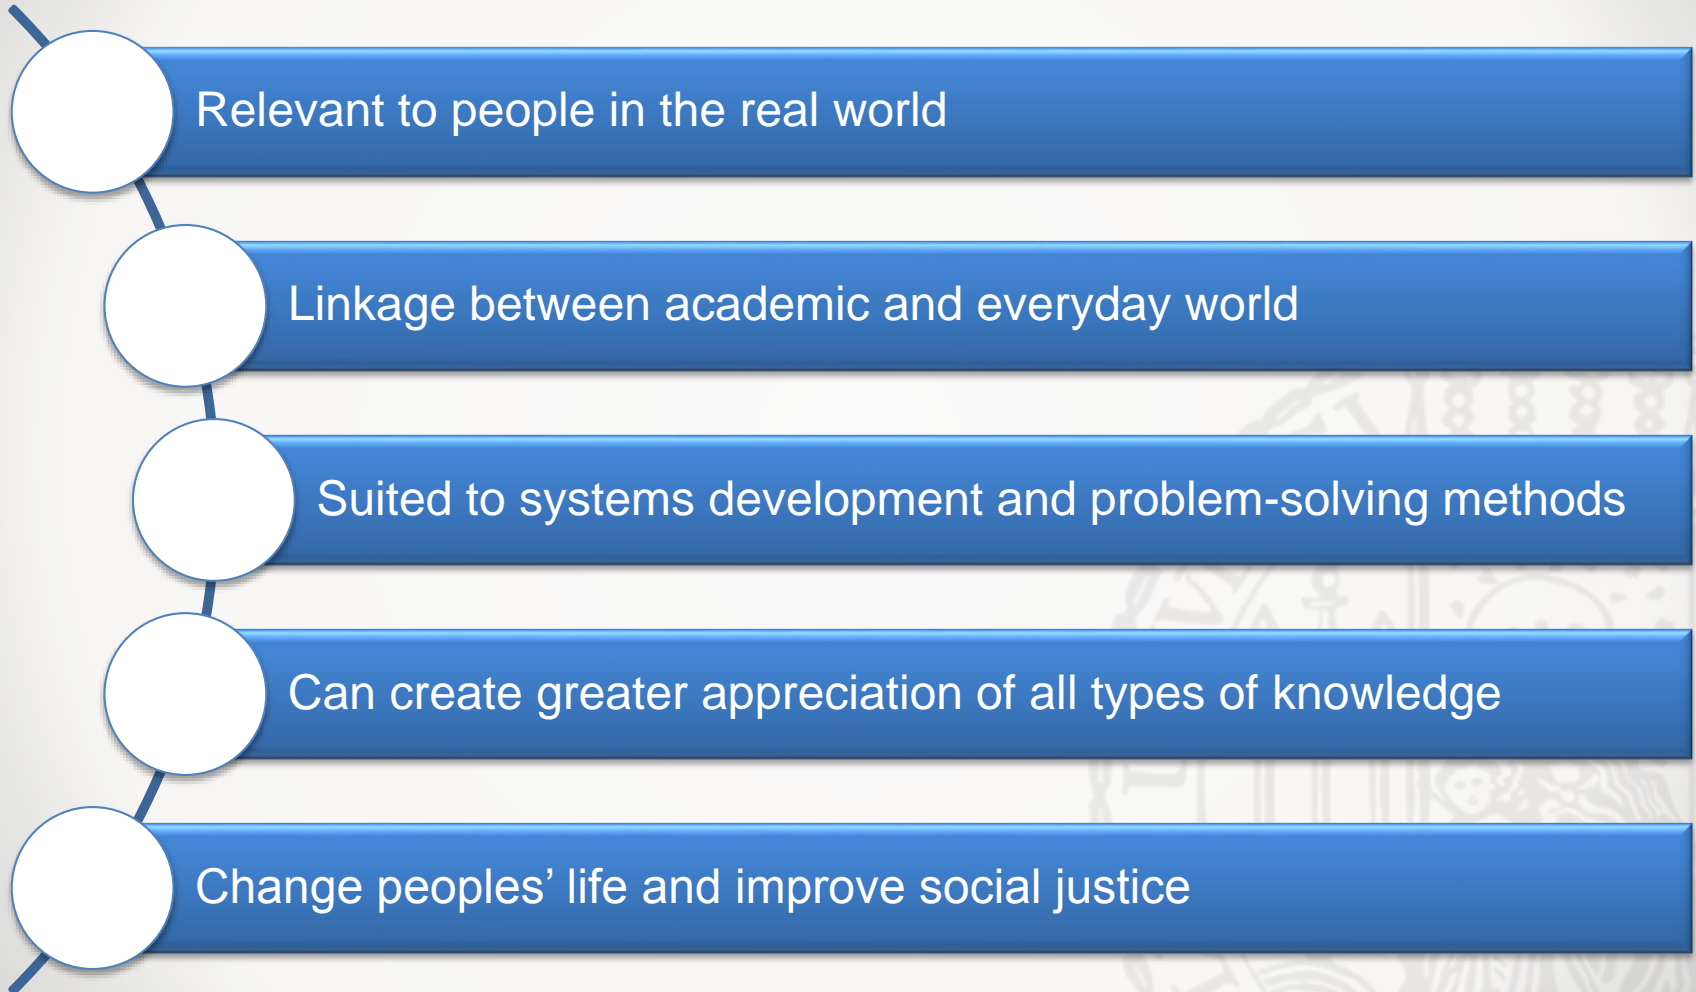 Relevant to people in the real world
Linkage between academic and everyday world
Suited to systems development and problem-solving methods
Can create greater appreciation of all types of knowledge
Change peoples’ life and improve social justice